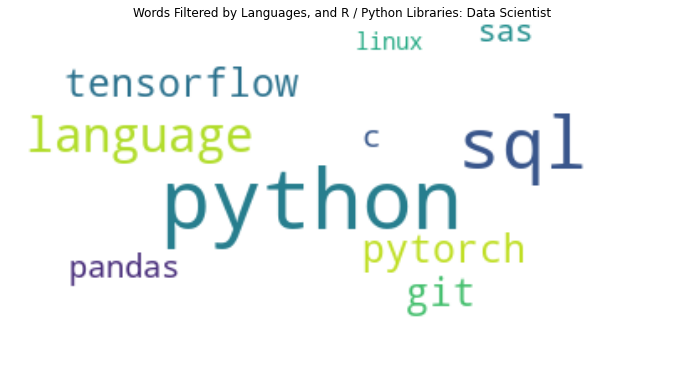 Words Filtered by Languages, and R / Python Libraries: Data Scientist
linux
sas
tensorflow
language
c
sql
python
pytorch
pandas
git